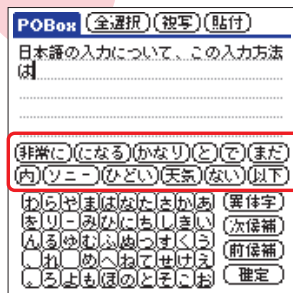 POBox 全選択 複写 貼付
日本語の入力について、この入力方法
は
非常に になる かなり と で まだ
内 ソニー ひどい 天気 ない 以下
わ ら や ま は な た さ か あ 異体字
を り ー み ひ に ち し き い 次候補
ん る ゆ む ふ ぬ つ す く う
、 れ め へ ね て せ け え 前候補
。 ろ よ も ほ の と そ こ お 確定